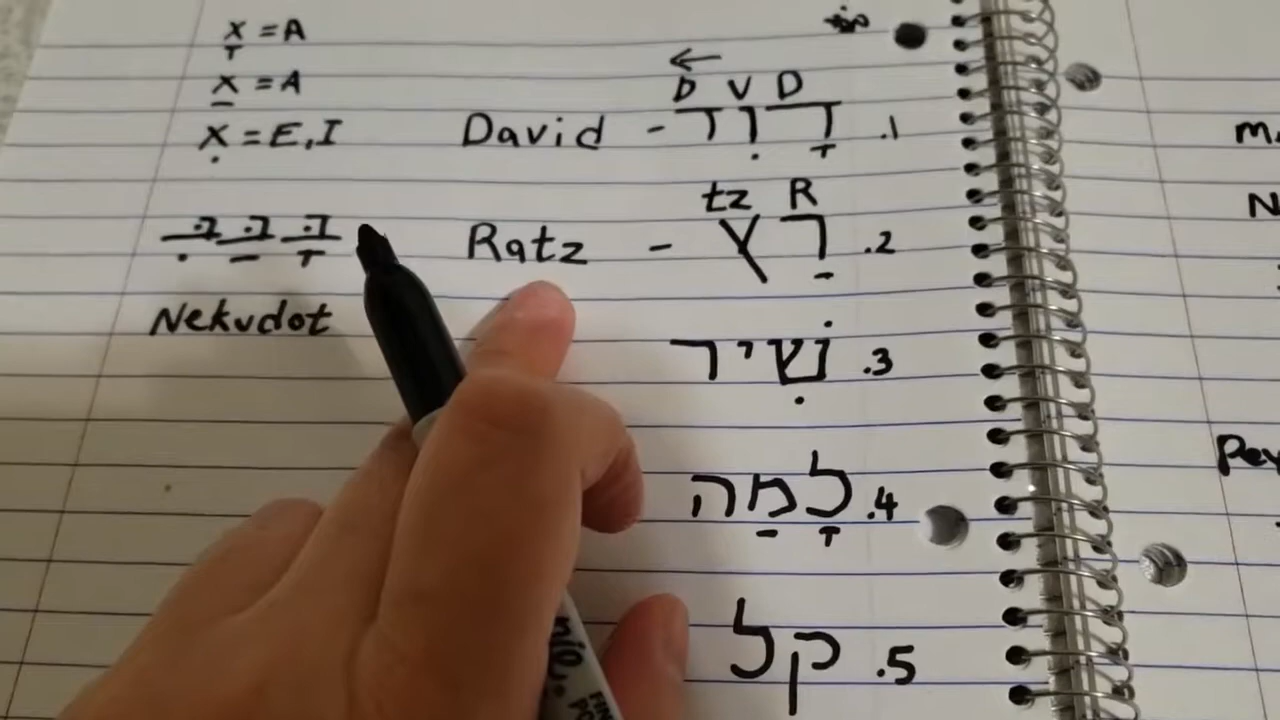 X̱ = A
X = A
X = E,I
D V D
David - דָוִד .1
tz R
Ratz - רַץ .2
Nekudot
שִׁיר .3
לָמַה .4
קל .5